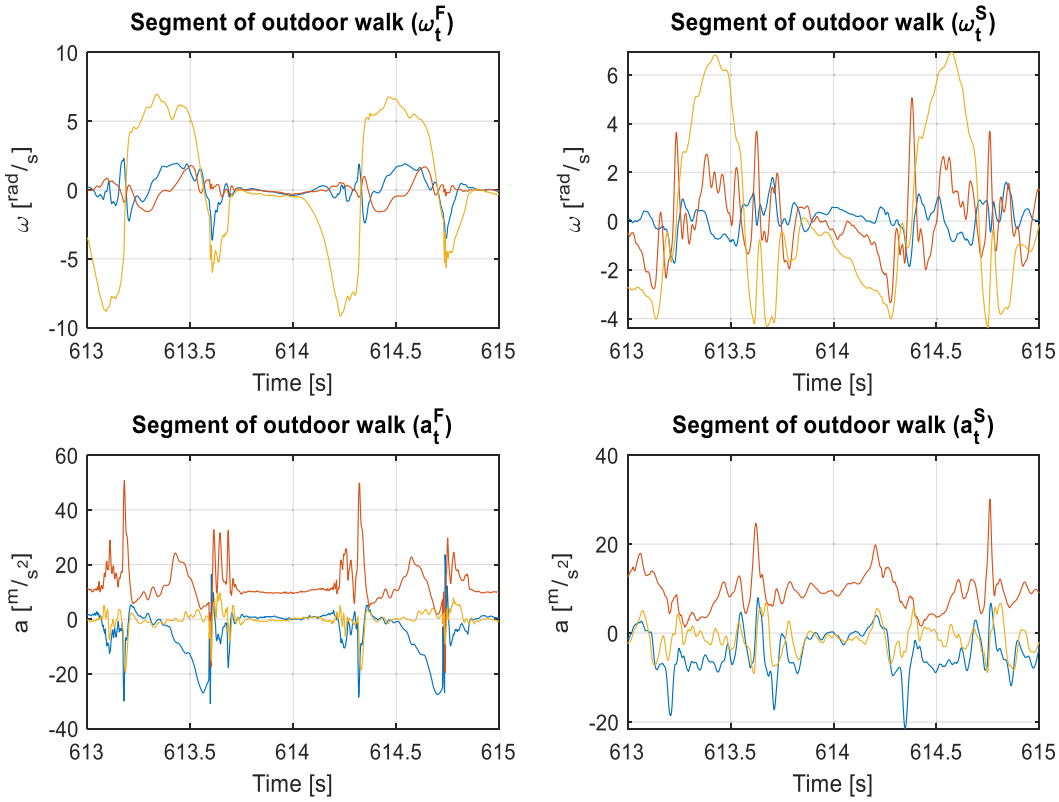 Segment of outdoor walk (ω_t^F)
10
5
0
-5
-10
ω [rad/s]
613 613.5 614 614.5 615
Time [s]
Segment of outdoor walk (ω_t^S)
6
4
2
0
-2
-4
ω [rad/s]
613 613.5 614 614.5 615
Time [s]
Segment of outdoor walk (a_t^F)
60
40
20
0
-20
-40
a [m/s²]
613 613.5 614 614.5 615
Time [s]
Segment of outdoor walk (a_t^S)
40
20
0
-20
a [m/s²]
613 613.5 614 614.5 615
Time [s]